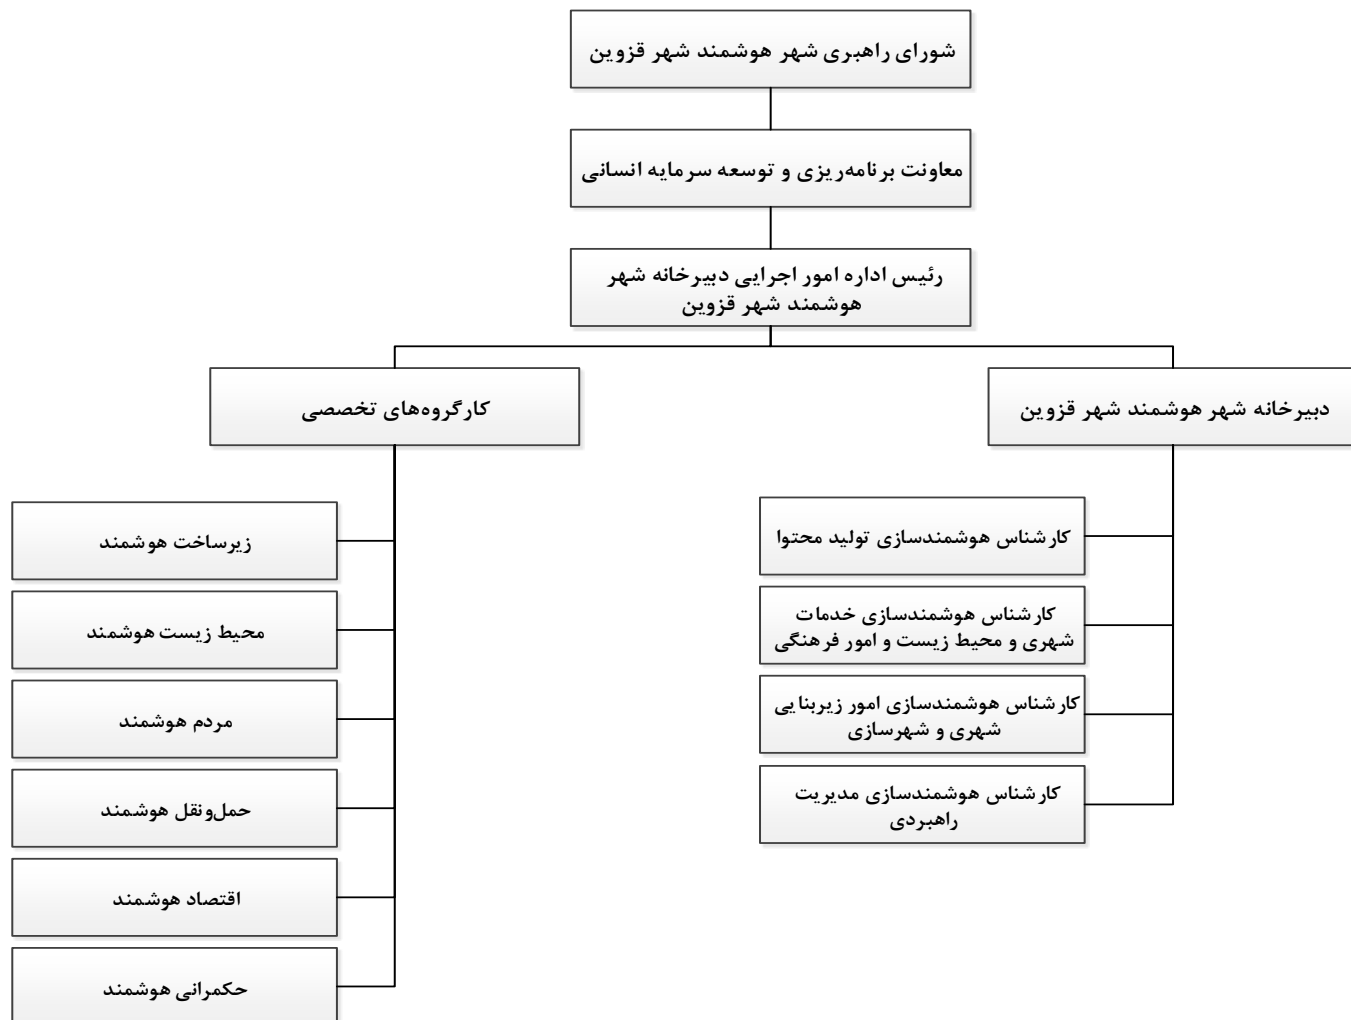 شورای راهبری شهر هوشمند شهر قزوین
معاونت برنامه‌ریزی و توسعه سرمایه انسانی
رئیس اداره امور اجرایی دبیرخانه شهر
هوشمند شهر قزوین
دبیرخانه شهر هوشمند شهر قزوین
کارشناس هوشمندسازی تولید محتوا
کارشناس هوشمندسازی خدمات
شهری و محیط زیست و امور فرهنگی
کارشناس هوشمندسازی امور زیربنایی
شهری و شهرسازی
کارشناس هوشمندسازی مدیریت
راهبردی
کارگروه‌های تخصصی
زیرساخت هوشمند
محیط زیست هوشمند
مردم هوشمند
حمل‌ونقل هوشمند
اقتصاد هوشمند
حکمرانی هوشمند